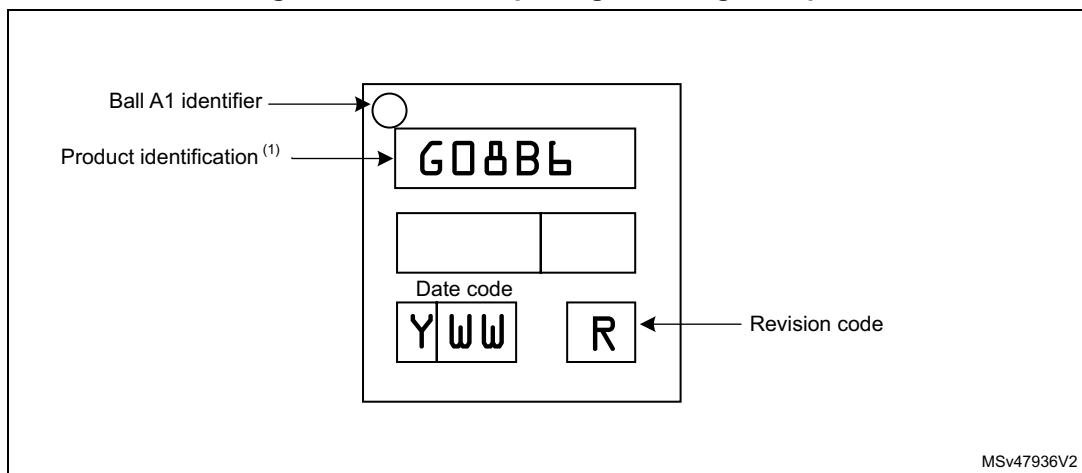 Ball A1 identifier
Product identification (1)
G08B6
Date code
Y WW
R
Revision code
MSv47936V2